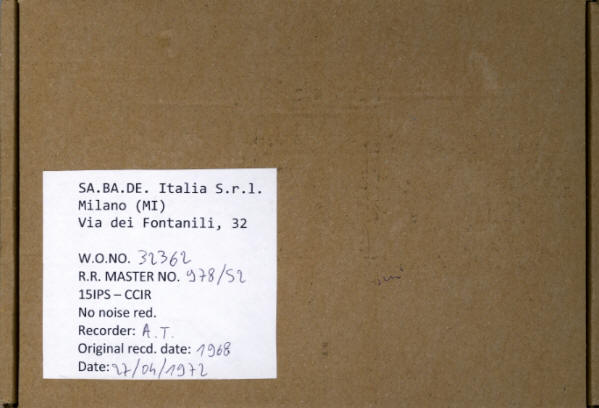 SA.BA.DE. Italia S.r.l.
Milano (MI)
Via dei Fontanili, 32
W.O.NO. 32362
R.R. MASTER NO. 978/52
15IPS – CCIR
No noise red.
Recorder: A.T.
Original recd. date: 1968
Date: 27/04/1972